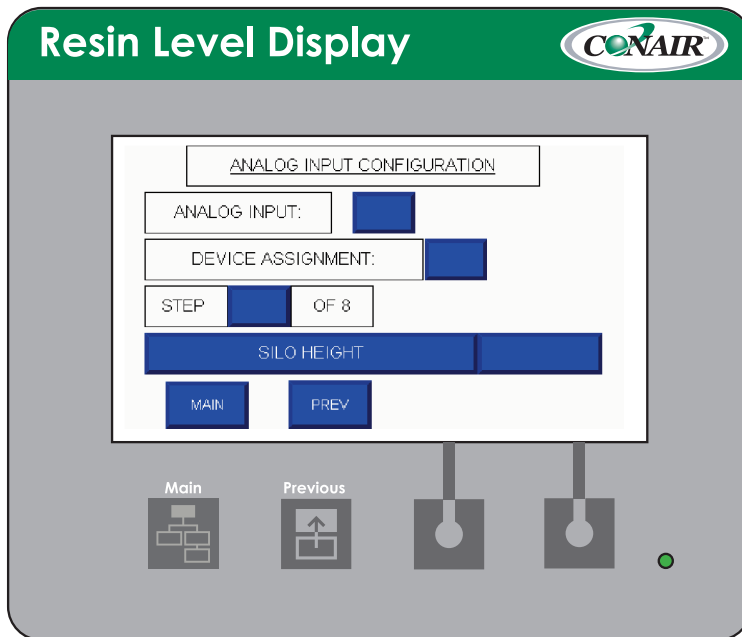 Resin Level Display
CONAIR
ANALOG INPUT CONFIGURATION
ANALOG INPUT:
DEVICE ASSIGNMENT:
STEP OF 8
SILO HEIGHT
MAIN PREV
Main Previous